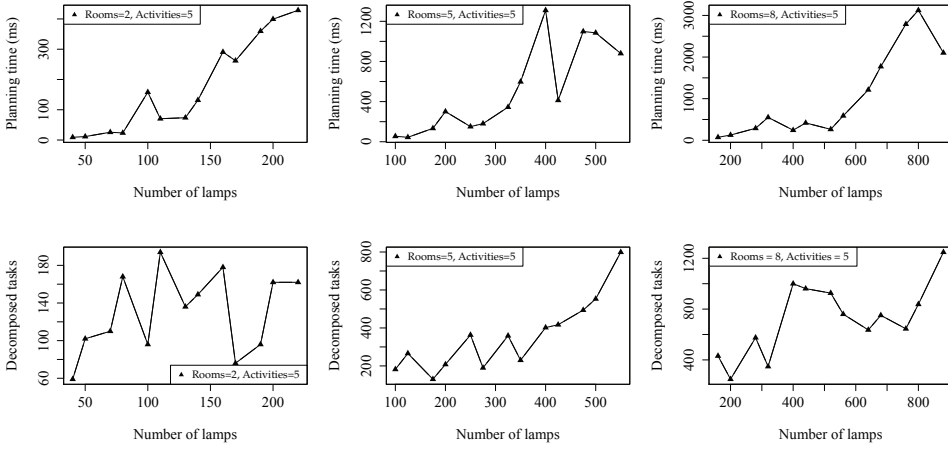 Planning time (ms)
0 100 400
Rooms=2, Activities=5
50 100 150 200
Number of lamps
Planning time (ms)
0 400 800 1200
Rooms=5, Activities=5
100 200 300 400 500
Number of lamps
Planning time (ms)
0 1000 2000 3000
Rooms=8, Activities=5
200 400 600 800
Number of lamps
Decomposed tasks
60 100 140 180
Rooms=2, Activities=5
50 100 150 200
Number of lamps
Decomposed tasks
200 400 600 800
Rooms=5, Activities=5
100 200 300 400 500
Number of lamps
Decomposed tasks
400 800 1200
Rooms = 8, Activities = 5
200 400 600 800
Number of lamps